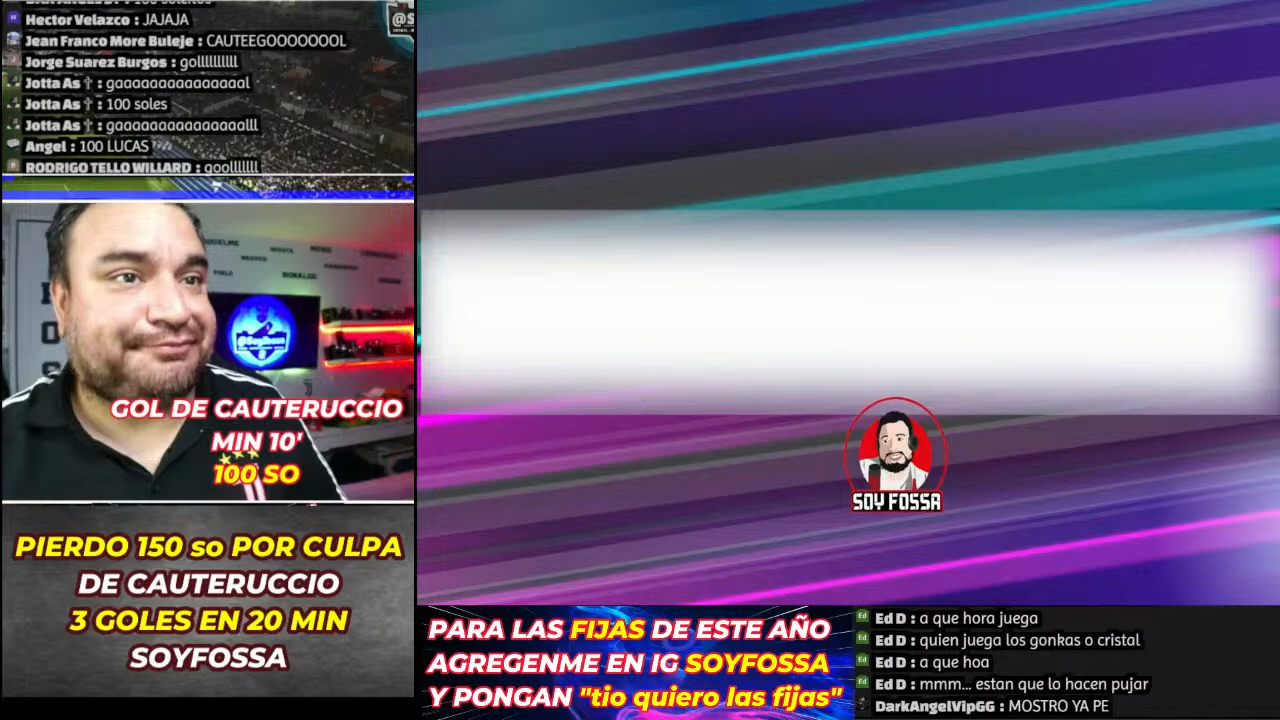 Hector Velazco : JAJAJA
Jean Franco More Buleje : CAUTEEGOOOOOOOL
Jorge Suarez Burgos : golllllllllll
Jotta As ✝ : gaaaaaaaaaaaaaaal
Jotta As ✝ : 100 soles
Jotta As ✝ : gaaaaaaaaaaaaaaalll
Angel : 100 LUCAS
RODRIGO TELLO WILLARD : goollllllll
GOL DE CAUTERUCCIO
MIN 10'
100 SO
PIERDO 150 so POR CULPA
DE CAUTERUCCIO
3 GOLES EN 20 MIN
SOYFOSSA
SOY FOSSA
PARA LAS FIJAS DE ESTE AÑO
AGREGENME EN IG SOYFOSSA
Y PONGAN "tio quiero las fijas"
Ed D : a que hora juega
Ed D : quien juega los gonkas o cristal
Ed D : a que hoa
Ed D : mmm... estan que lo hacen pujar
DarkAngelVipGG : MOSTRO YA PE